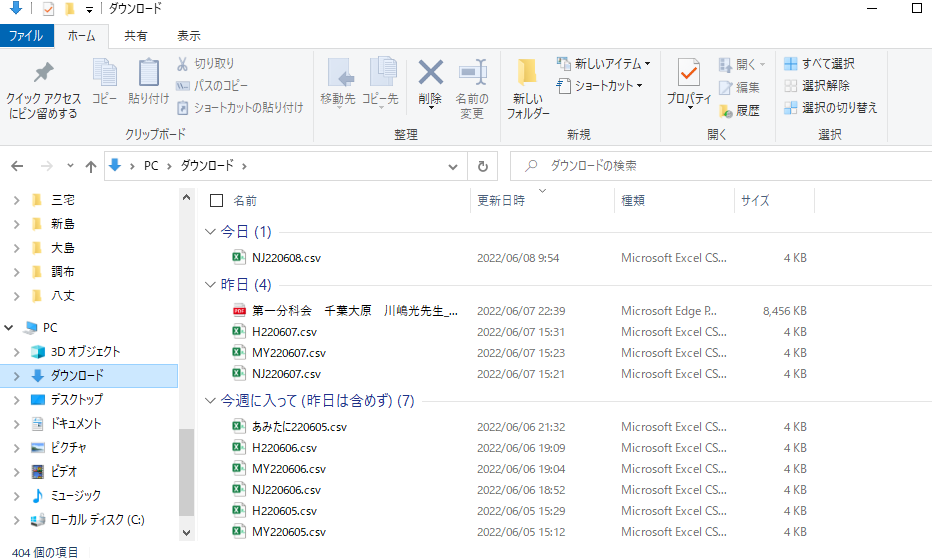 ダウンロード
ファイル ホーム 共有 表示
クイック アクセス
にピン留めする
コピー
貼り付け
切り取り
パスのコピー
ショートカットの貼り付け
クリップボード
移動先
コピー先
削除
名前の
変更
整理
新しい
フォルダー
新しいアイテム
ショートカット
新規
プロパティ
開く
編集
履歴
開く
すべて選択
選択解除
選択の切り替え
選択
PC ダウンロード
ダウンロードの検索
三宅
新島
大島
調布
八丈
PC
3D オブジェクト
ダウンロード
デスクトップ
ドキュメント
ピクチャ
ビデオ
ミュージック
ローカル ディスク (C:)
名前 更新日時 種類 サイズ
今日 (1)
NJ220608.csv 2022/06/08 9:54 Microsoft Excel CS... 4 KB
昨日 (4)
第一分科会 千葉大原 川嶋光先生_... 2022/06/07 22:39 Microsoft Edge P... 8,456 KB
H220607.csv 2022/06/07 15:31 Microsoft Excel CS... 4 KB
MY220607.csv 2022/06/07 15:23 Microsoft Excel CS... 4 KB
NJ220607.csv 2022/06/07 15:21 Microsoft Excel CS... 4 KB
今週に入って (昨日は含めず) (7)
あみたに220605.csv 2022/06/06 21:32 Microsoft Excel CS... 4 KB
H220606.csv 2022/06/06 19:09 Microsoft Excel CS... 4 KB
MY220606.csv 2022/06/06 19:04 Microsoft Excel CS... 4 KB
NJ220606.csv 2022/06/06 18:52 Microsoft Excel CS... 4 KB
H220605.csv 2022/06/05 15:29 Microsoft Excel CS... 4 KB
MY220605.csv 2022/06/05 15:12 Microsoft Excel CS... 4 KB
404 個の項目